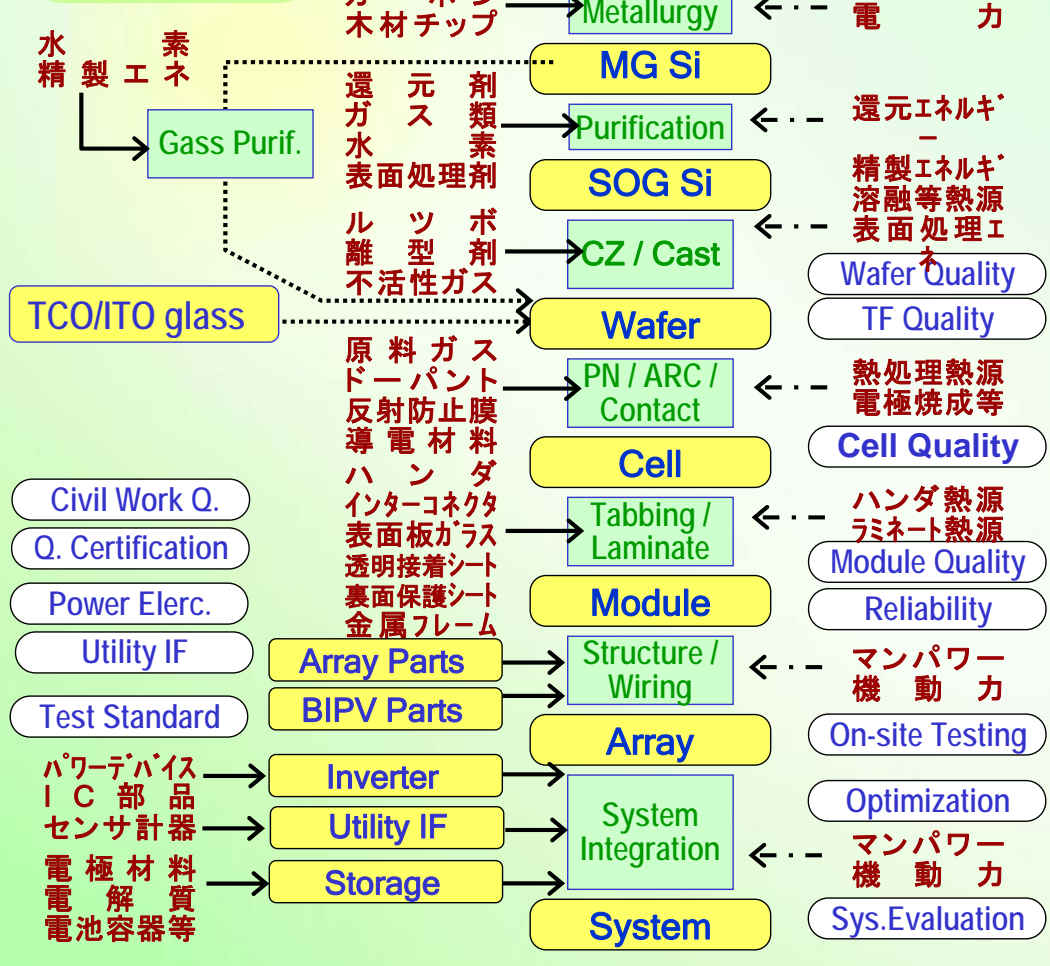 木材チップ
Metallurgy
電 力
水 素
精 製 エ ネ
Gass Purif.
MG Si
還 元 剤
ガ ス 類
水 素
表面処理剤
Purification
還元エネルギ
ー
精製エネルギ
溶融等熱源
表面処理エ
ネ
SOG Si
ル ツ ボ
離 型 剤
不活性ガス
CZ / Cast
Wafer Quality
TF Quality
TCO/ITO glass
Wafer
原 料 ガ ス
ドーパント
反射防止膜
導 電 材 料
PN / ARC /
Contact
熱処理熱源
電極焼成等
Cell Quality
Cell
ハ ン ダ
インターコネクタ
表面板ガラス
透明接着シート
裏面保護シート
金属フレーム
Tabbing /
Laminate
ハンダ熱源
ラミネート熱源
Module Quality
Reliability
Module
Civil Work Q.
Q. Certification
Power Elerc.
Utility IF
Test Standard
Array Parts
BIPV Parts
Structure /
Wiring
マンパワー
機 動 力
On-site Testing
Array
パワーデバイス
I C 部 品
センサ計器
Inverter
Utility IF
電 極 材 料
電 解 質
電池容器等
Storage
System
Integration
Optimization
マンパワー
機 動 力
Sys.Evaluation
System